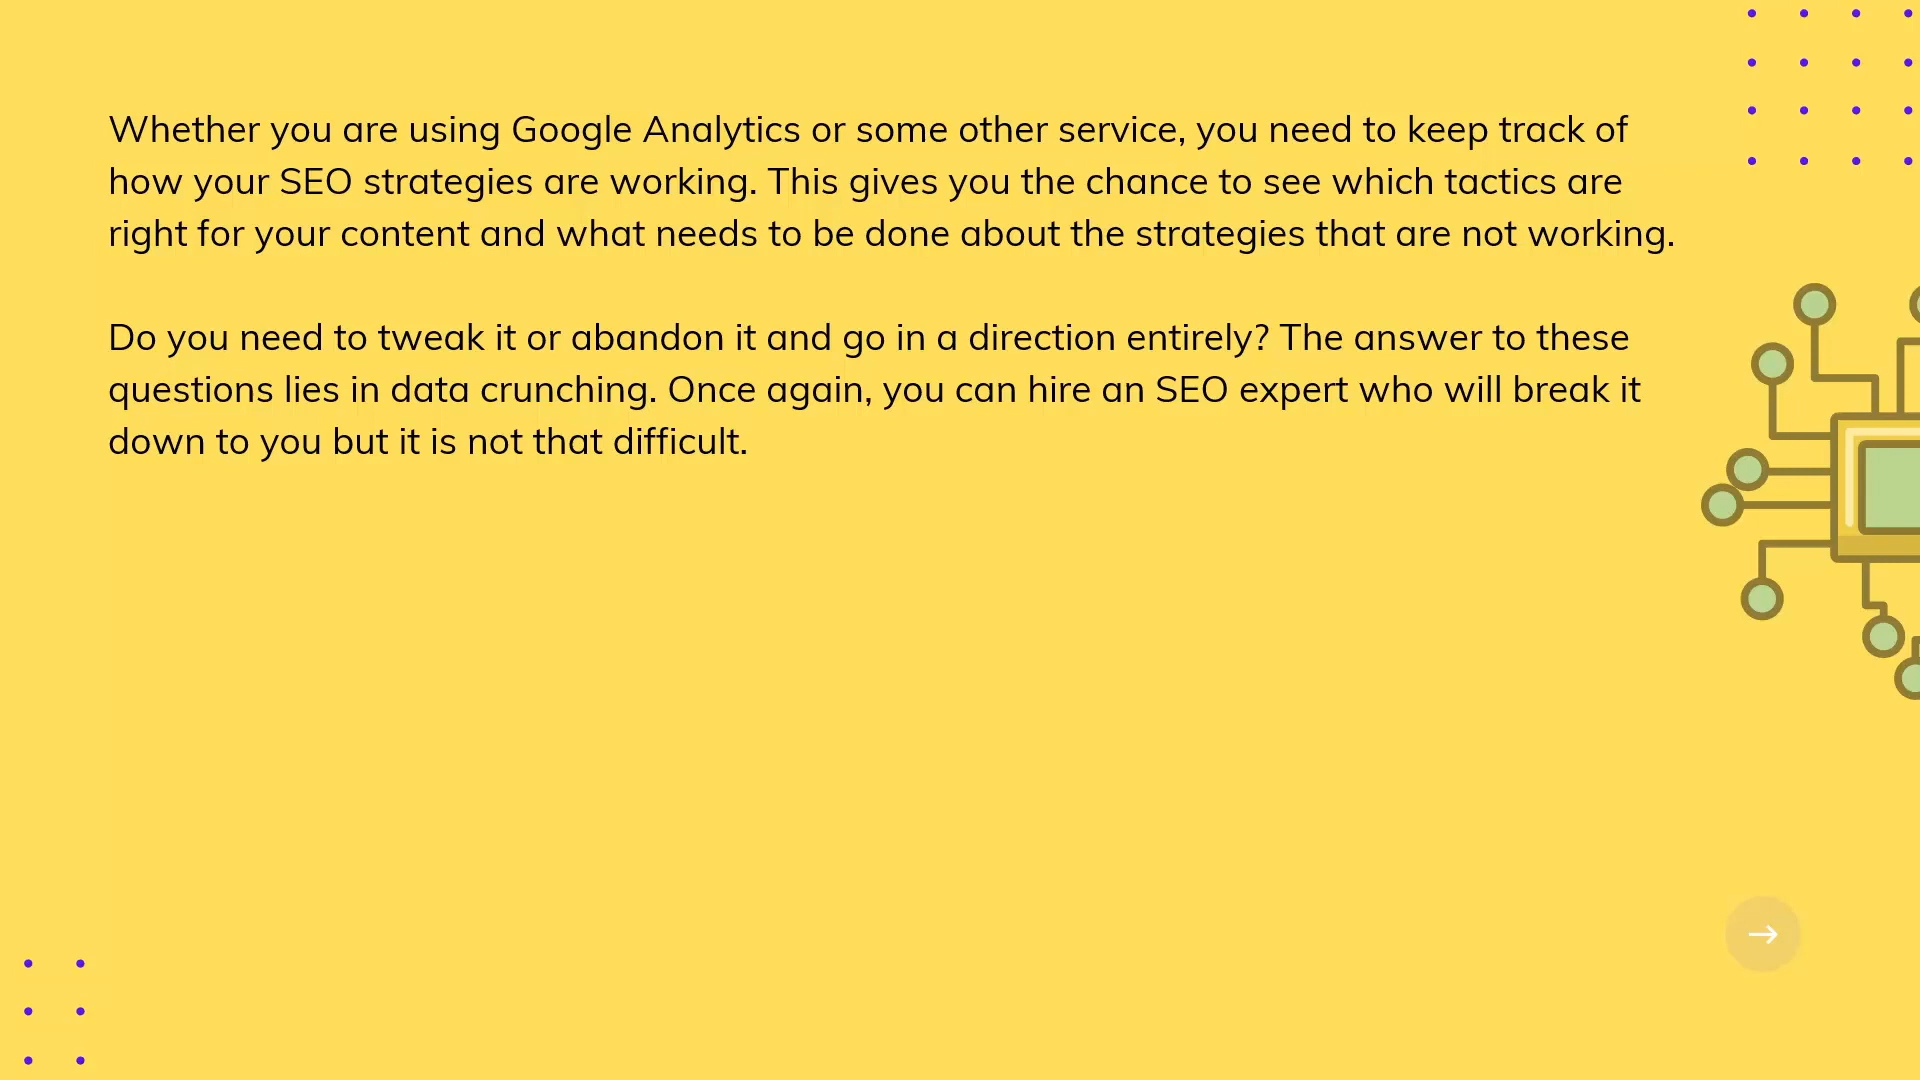 Whether you are using Google Analytics or some other service, you need to keep track of
how your SEO strategies are working. This gives you the chance to see which tactics are
right for your content and what needs to be done about the strategies that are not working.
Do you need to tweak it or abandon it and go in a direction entirely? The answer to these
questions lies in data crunching. Once again, you can hire an SEO expert who will break it
down to you but it is not that difficult.